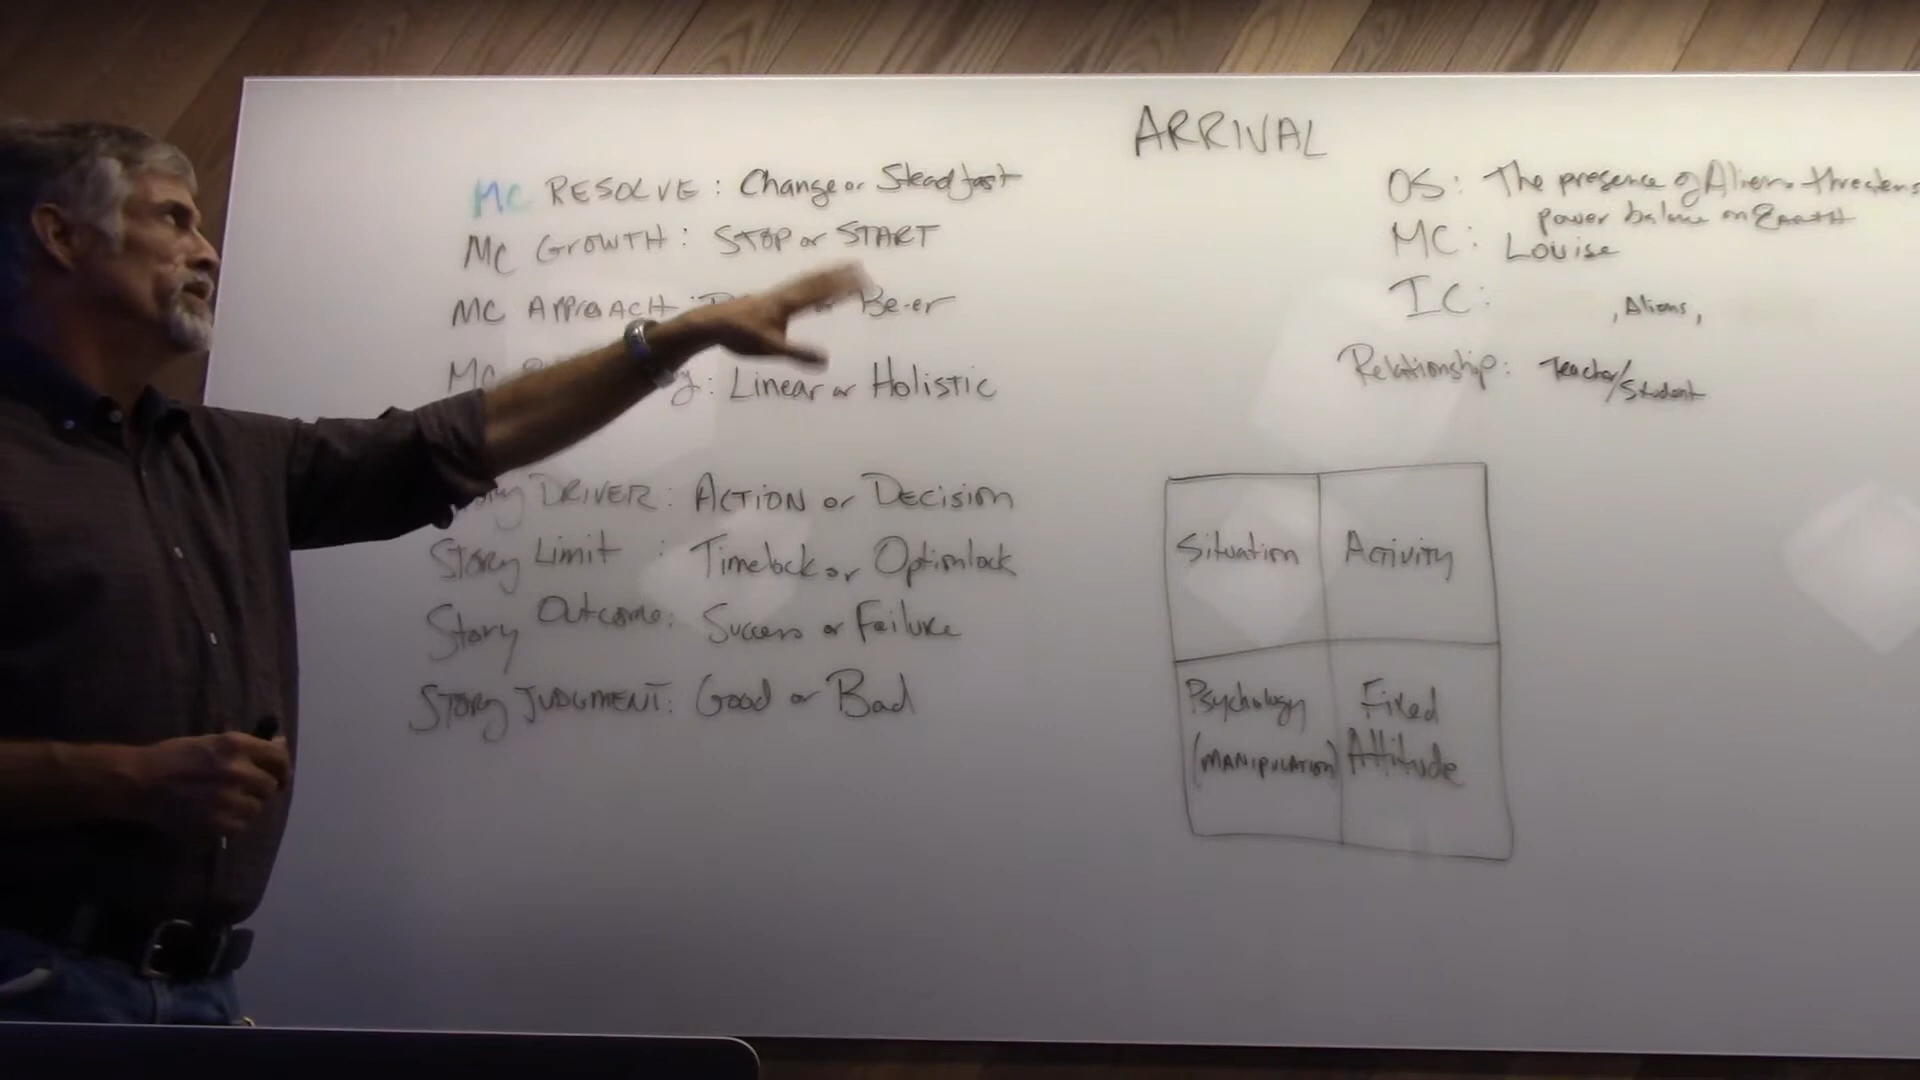 ARRIVAL
MC RESOLVE: Change or Steadfast
MC GROWTH: STOP or START
MC APPROACH: Be-er
MC : Linear or Holistic
DRIVER: ACTION or DECISION
STORY LIMIT: Timelock or Optionlock
Story Outcome: Success or Failure
STORY JUDGMENT: Good or Bad
OS: The presence of Aliens threatens
power balance on EARTH
MC: Louise
IC: , Aliens,
Relationship: Teacher/
Student
Situation
Activity
Psychology
(MANIPULATION)
Fixed
Attitude